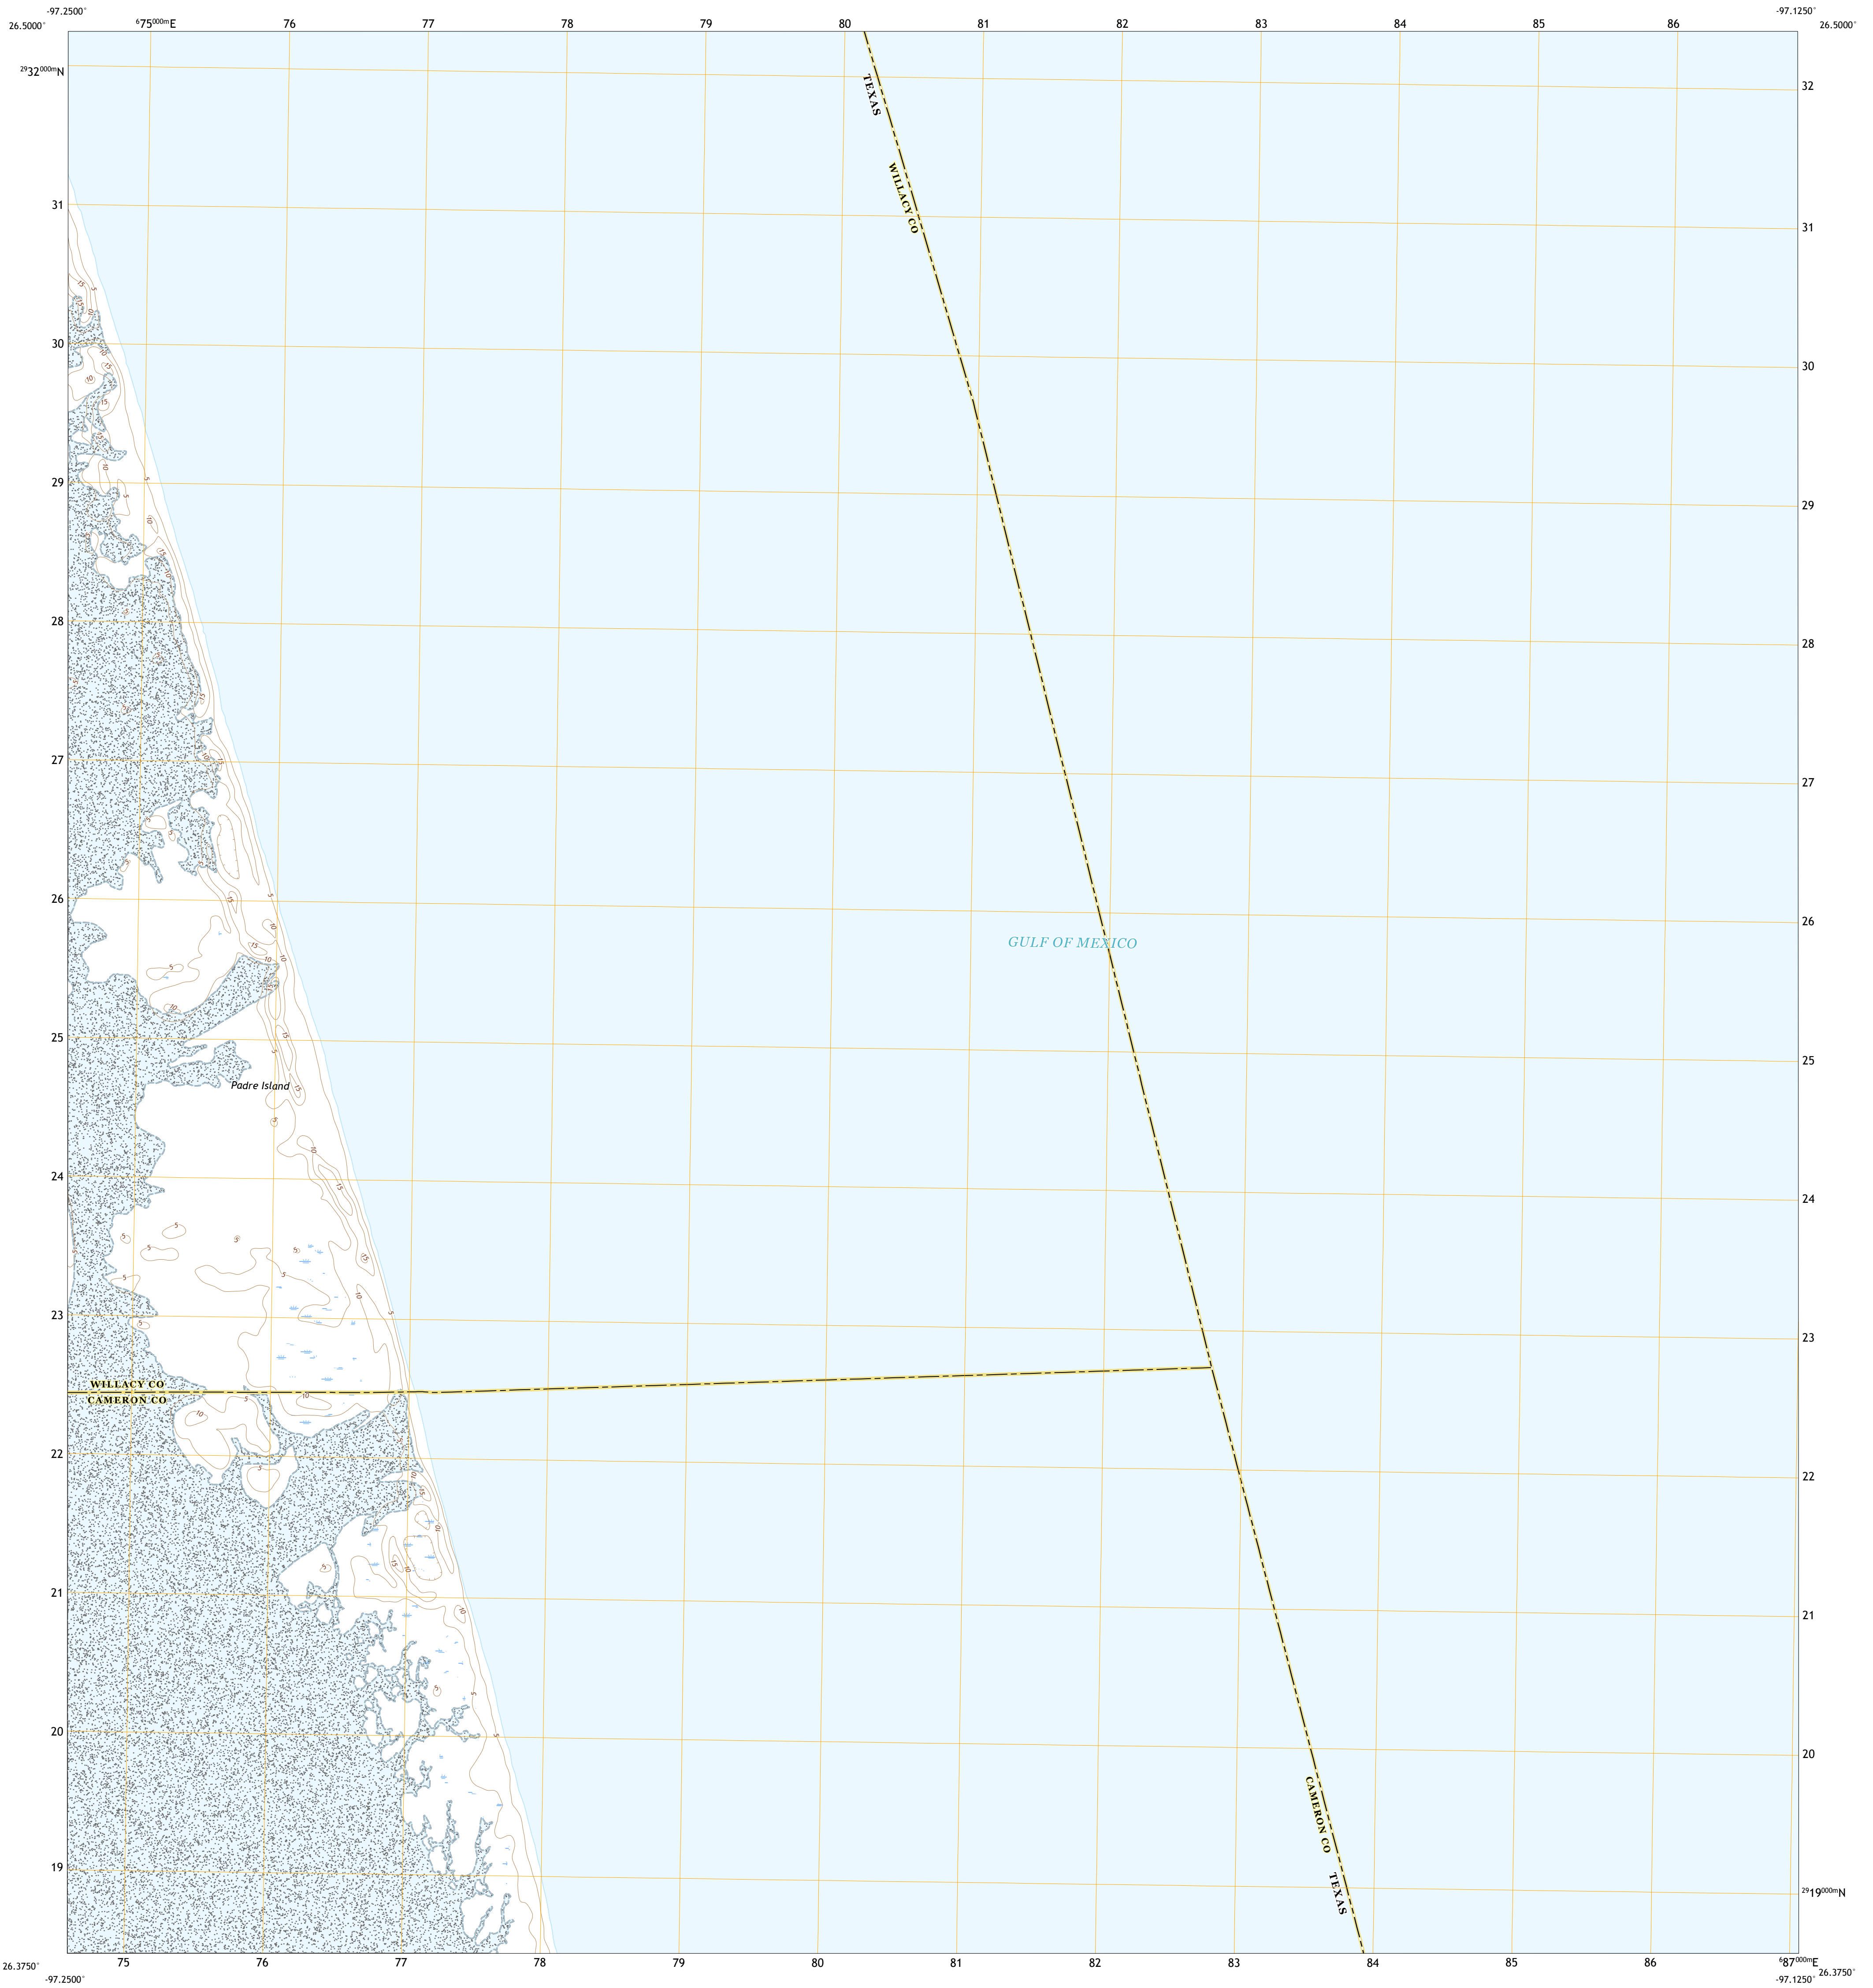 -97.2500° -97.1250°
26.5000° ⁶75⁰⁰⁰ᵐE 76 77 78 79 80 81 82 83 84 85 86 26.5000°
²⁹32⁰⁰⁰ᵐN 32
TEXAS
WILLACY CO
31 31
30 30
29 29
28 28
27 27
26 26
GULF OF MEXICO
25 25
Padre Island
24 24
23 23
WILLACY CO
CAMERON CO
22 22
21 21
20 20
CAMERON CO
19 ²⁹19⁰⁰⁰ᵐN
TEXAS
26.3750° 75 76 77 78 79 80 81 82 83 84 85 86 ⁶87⁰⁰⁰ᵐE 26.3750°
-97.2500° -97.1250°